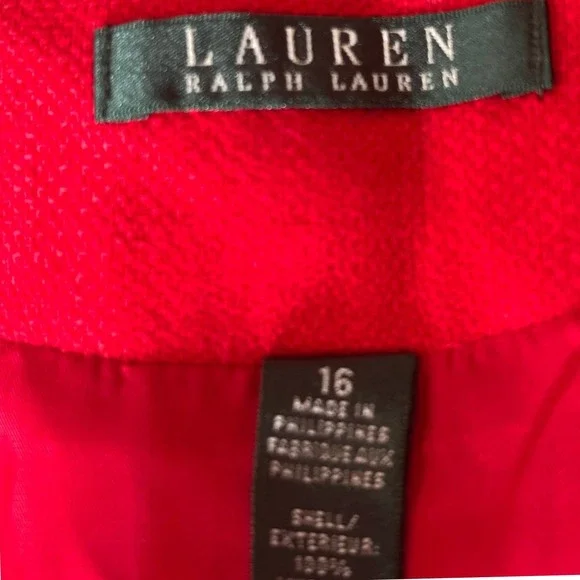 LAUREN
RALPH LAUREN
16
MADE IN
PHILIPPINES
FABRIQUE AUX
PHILIPPINES
SHELL/
EXTERIEUR:
100%